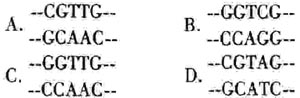 A. --CGTTG--
--GCAAC--
B. --GGTCG--
--CCAGG--
C. --GGTTG--
--CCAAC--
D. --CGTAG--
--GCATC--